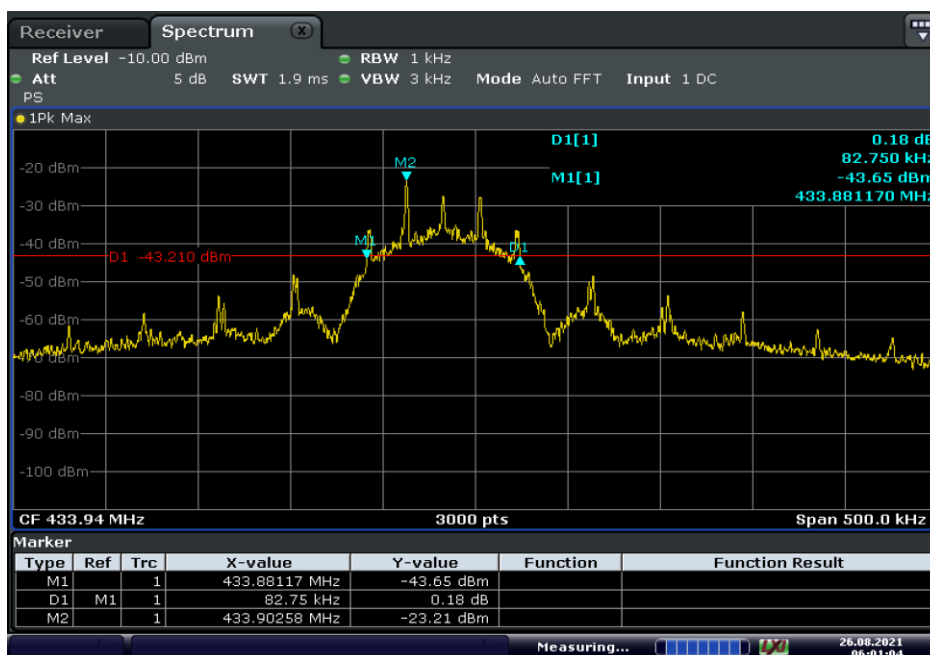 Receiver Spectrum X
Ref Level -10.00 dBm RBW 1 kHz
Att 5 dB SWT 1.9 ms VBW 3 kHz Mode Auto FFT Input 1 DC
PS
1Pk Max
D1[1] 0.18 dB
82.750 kHz
M1[1] -43.65 dBm
433.881170 MHz
-20 dBm
M2
-30 dBm
-40 dBm
M1
D1
D1 -43.210 dBm
-50 dBm
-60 dBm
-70 dBm
-80 dBm
-90 dBm
-100 dBm
CF 433.94 MHz 3000 pts Span 500.0 kHz
Marker
Type Ref Trc X-value Y-value Function Function Result
M1 1 433.88117 MHz -43.65 dBm
D1 M1 1 82.75 kHz 0.18 dB
M2 1 433.90258 MHz -23.21 dBm
Measuring... LXI 26.08.2021
06:01:04